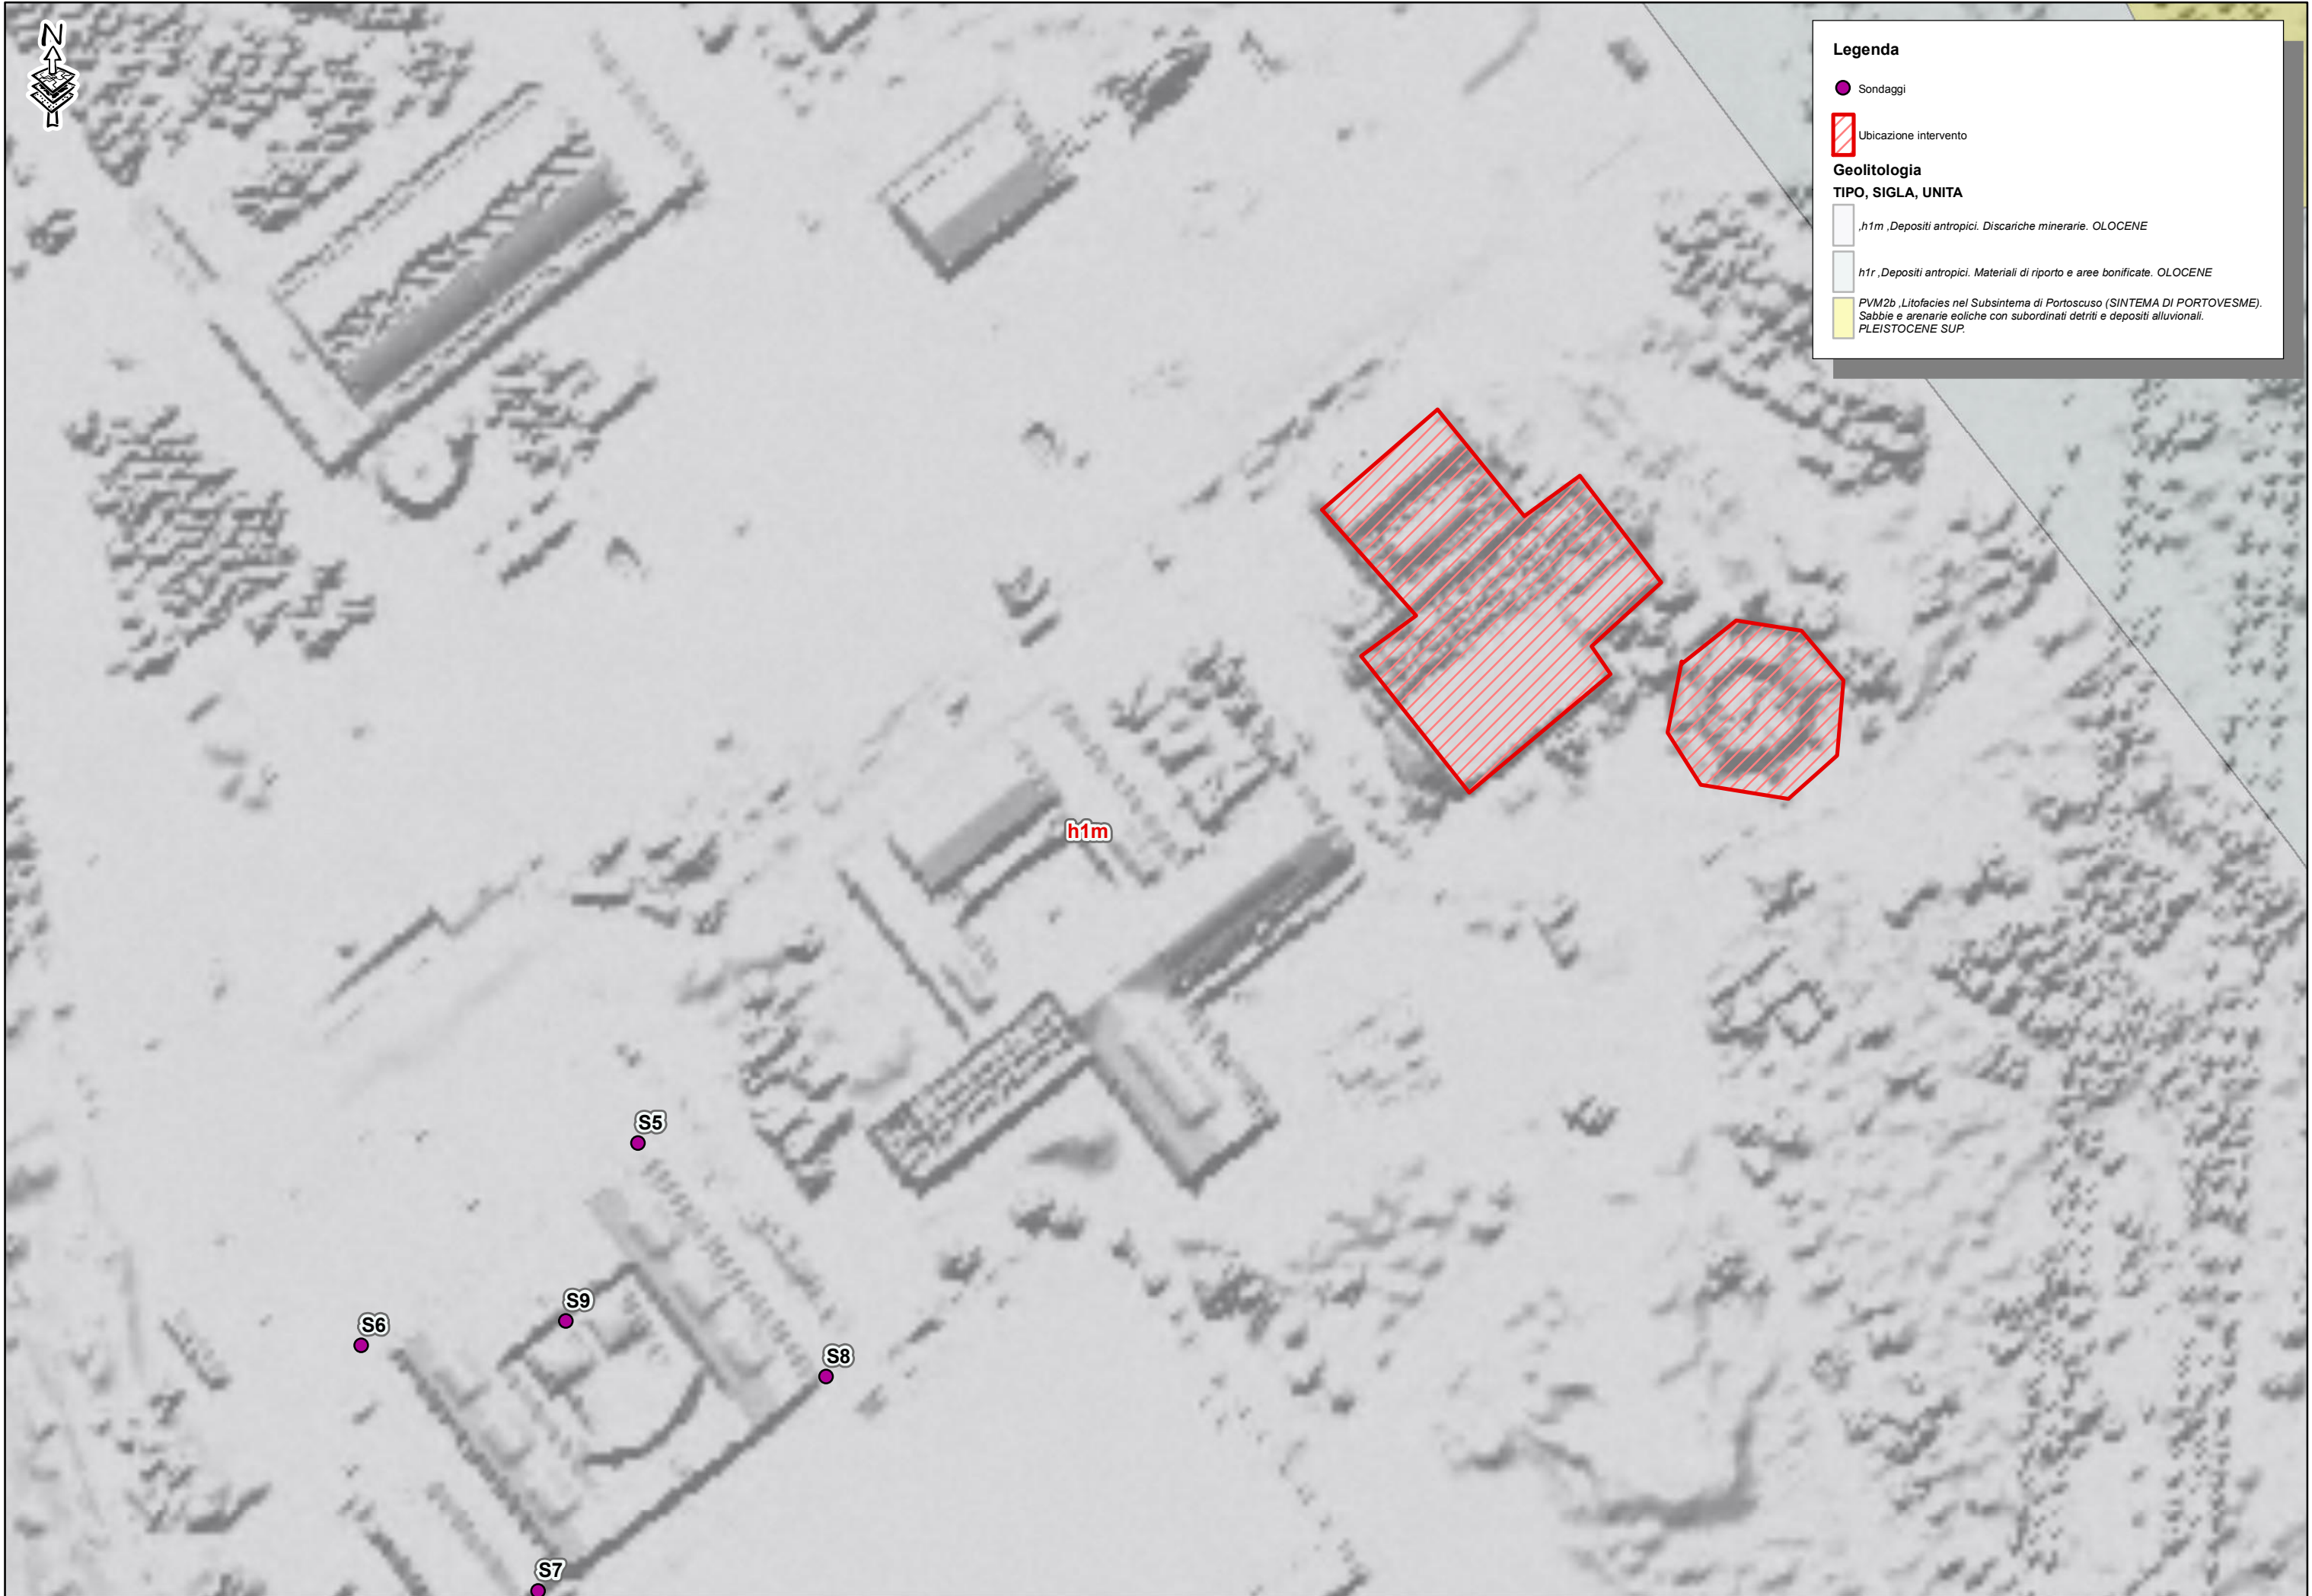 N
Legenda
Sondaggi
Ubicazione intervento
Geolitologia
TIPO, SIGLA, UNITA
,h1m ,Depositi antropici. Discariche minerarie. OLOCENE
h1r ,Depositi antropici. Materiali di riporto e aree bonificate. OLOCENE
PVM2b ,Litofacies nel Subsintema di Portoscuso (SINTEMA DI PORTOVESME).
Sabbie e arenarie eoliche con subordinati detriti e depositi alluvionali.
PLEISTOCENE SUP.
h1m
S5
S9
S6
S8
S7